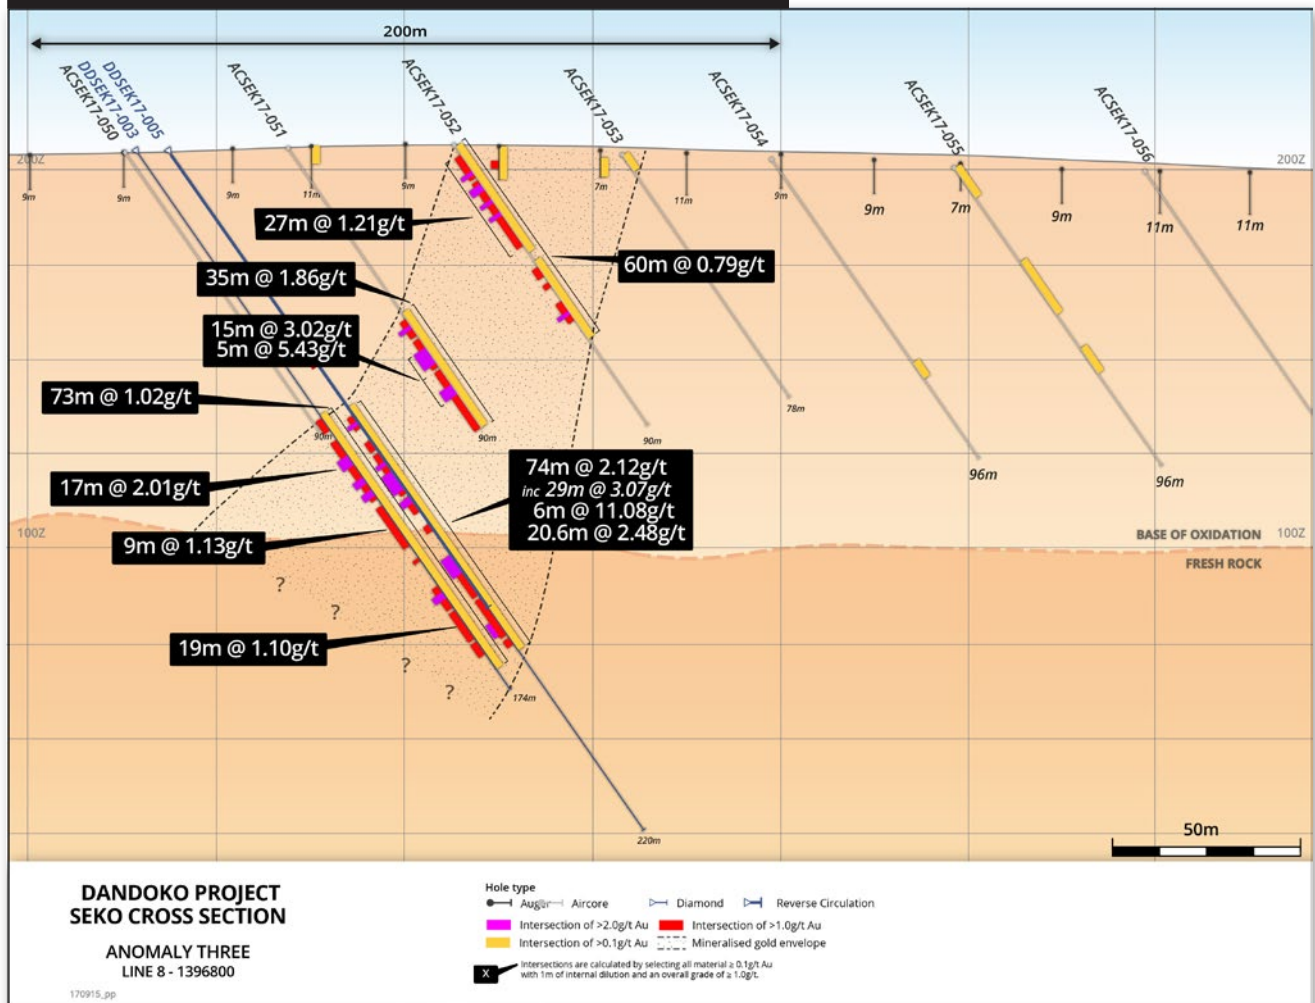 200m
ACSEK17-050
DDSEK17-003
DDSEK17-005
ACSEK17-051
ACSEK17-052
ACSEK17-053
ACSEK17-054
ACSEK17-055
ACSEK17-056
200Z
200Z
9m
9m
9m
11m
9m
7m
11m
9m
9m
7m
9m
11m
11m
27m @ 1.21g/t
60m @ 0.79g/t
35m @ 1.86g/t
15m @ 3.02g/t
5m @ 5.43g/t
73m @ 1.02g/t
78m
90m
90m
90m
17m @ 2.01g/t
74m @ 2.12g/t
inc 29m @ 3.07g/t
6m @ 11.08g/t
20.6m @ 2.48g/t
96m
96m
9m @ 1.13g/t
100Z
BASE OF OXIDATION
100Z
FRESH ROCK
?
?
19m @ 1.10g/t
?
?
174m
220m
50m
DANDOKO PROJECT
SEKO CROSS SECTION
ANOMALY THREE
LINE 8 - 1396800
170915_pp
Hole type
Auger Aircore Diamond Reverse Circulation
Intersection of >2.0g/t Au Intersection of >1.0g/t Au
Intersection of >0.1g/t Au Mineralised gold envelope
X
Intersections are calculated by selecting all material ≥ 0.1g/t Au
with 1m of internal dilution and an overall grade of ≥ 1.0g/t.